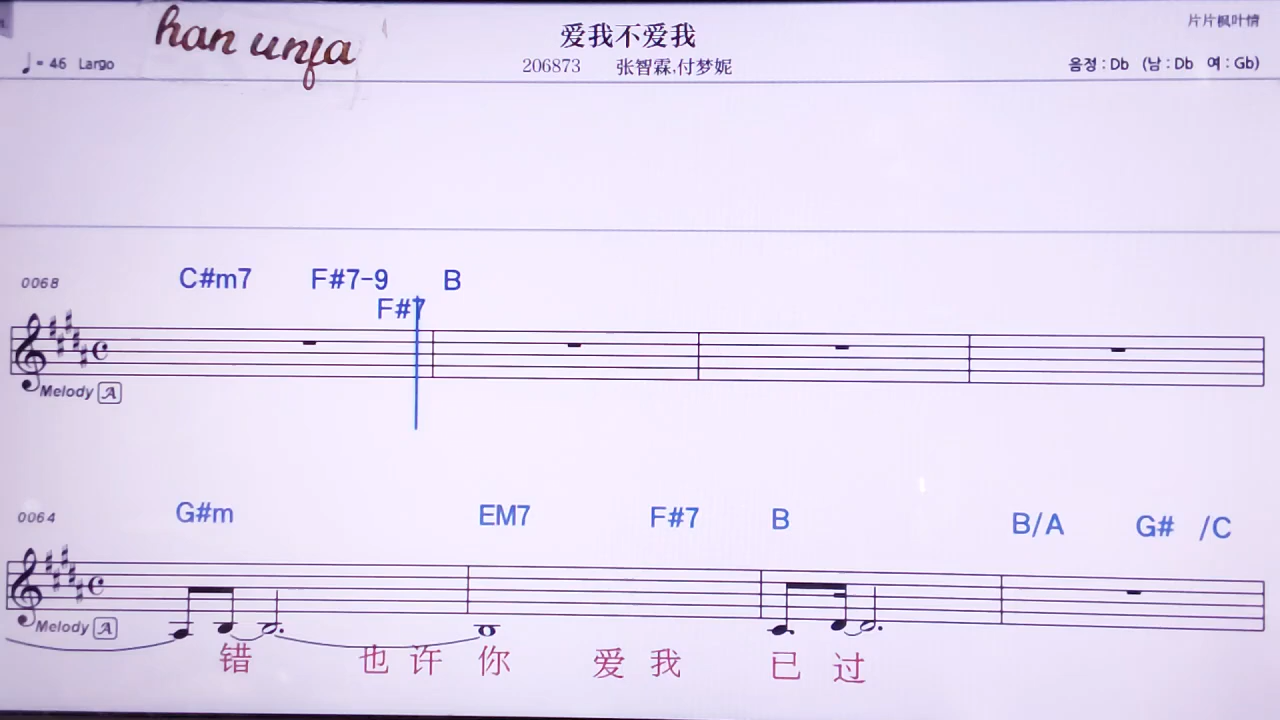 han unfa
爱我不爱我
片片枫叶情
♩= 46 Largo
206873 张智霖,付梦妮
음정 : Db (남 : Db 여 : Gb)
0068 C#m7 F#7-9 B
F#7
Melody A
0064 G#m EM7 F#7 B B/A G# /C
Melody A
错 也 许 你 爱 我 已 过